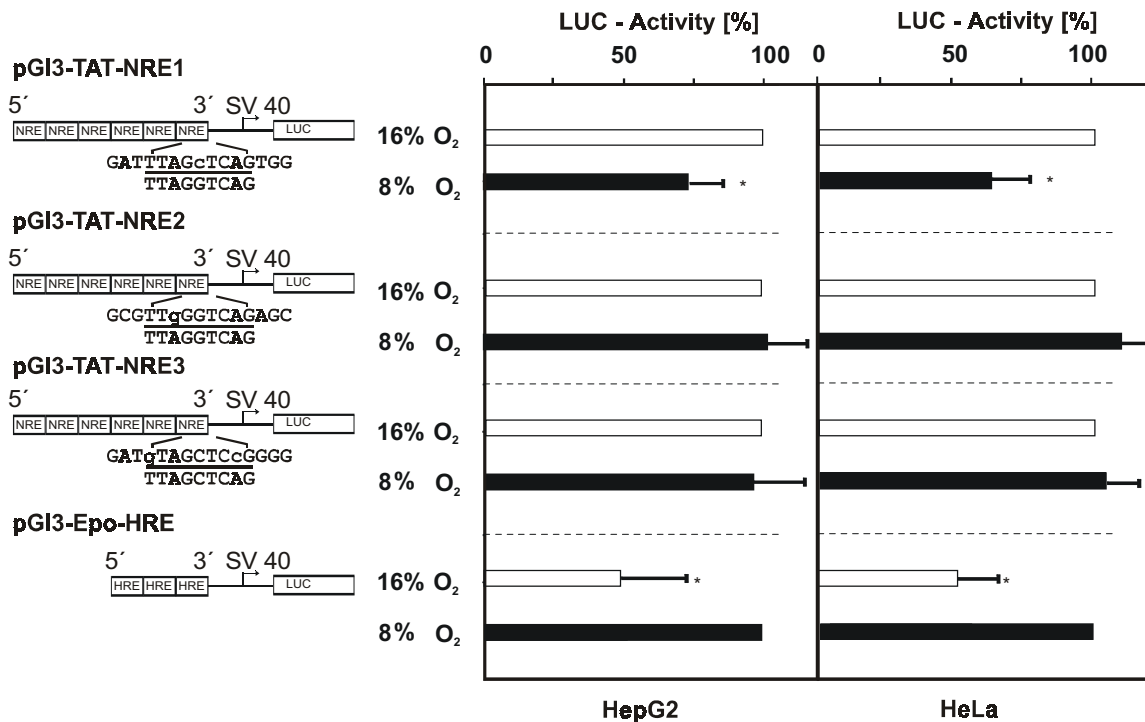 LUC - Activity [%]
LUC - Activity [%]
0 50 100
0 50 100
pGl3-TAT-NRE1
5´ 3´ SV 40
NRE NRE NRE NRE NRE NRE LUC
GATTTAGcTCAGTGG
TTAGGTCAG
16% O2
8% O2
*
*
pGl3-TAT-NRE2
5´ 3´ SV 40
NRE NRE NRE NRE NRE NRE LUC
GCGTTgGGTCAGAGC
TTAGGTCAG
16% O2
8% O2
pGl3-TAT-NRE3
5´ 3´ SV 40
NRE NRE NRE NRE NRE NRE LUC
GATgTAGCTCcGGGG
TTAGCTCAG
16% O2
8% O2
pGl3-Epo-HRE
5´ 3´ SV 40
HRE HRE HRE LUC
16% O2
*
*
8% O2
HepG2
HeLa